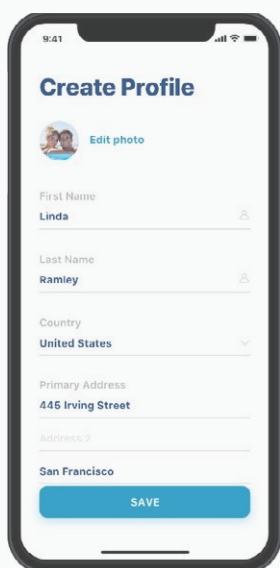 9:41
Create Profile
Edit photo
First Name
Linda
Last Name
Ramley
Country
United States
Primary Address
445 Irving Street
Address 2
San Francisco
SAVE